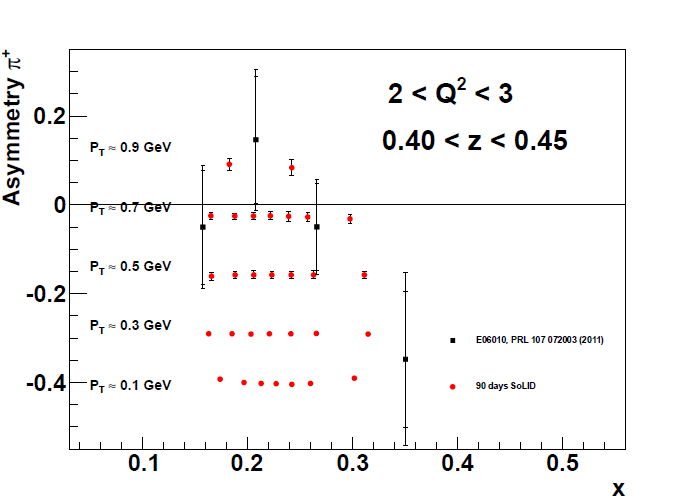 Asymmetry π⁺
2 < Q² < 3
0.40 < z < 0.45
0.2
0
-0.2
-0.4
P_T ≈ 0.9 GeV
P_T ≈ 0.7 GeV
P_T ≈ 0.5 GeV
P_T ≈ 0.3 GeV
P_T ≈ 0.1 GeV
E06010, PRL 107 072003 (2011)
90 days SoLID
0.1 0.2 0.3 0.4 0.5
x